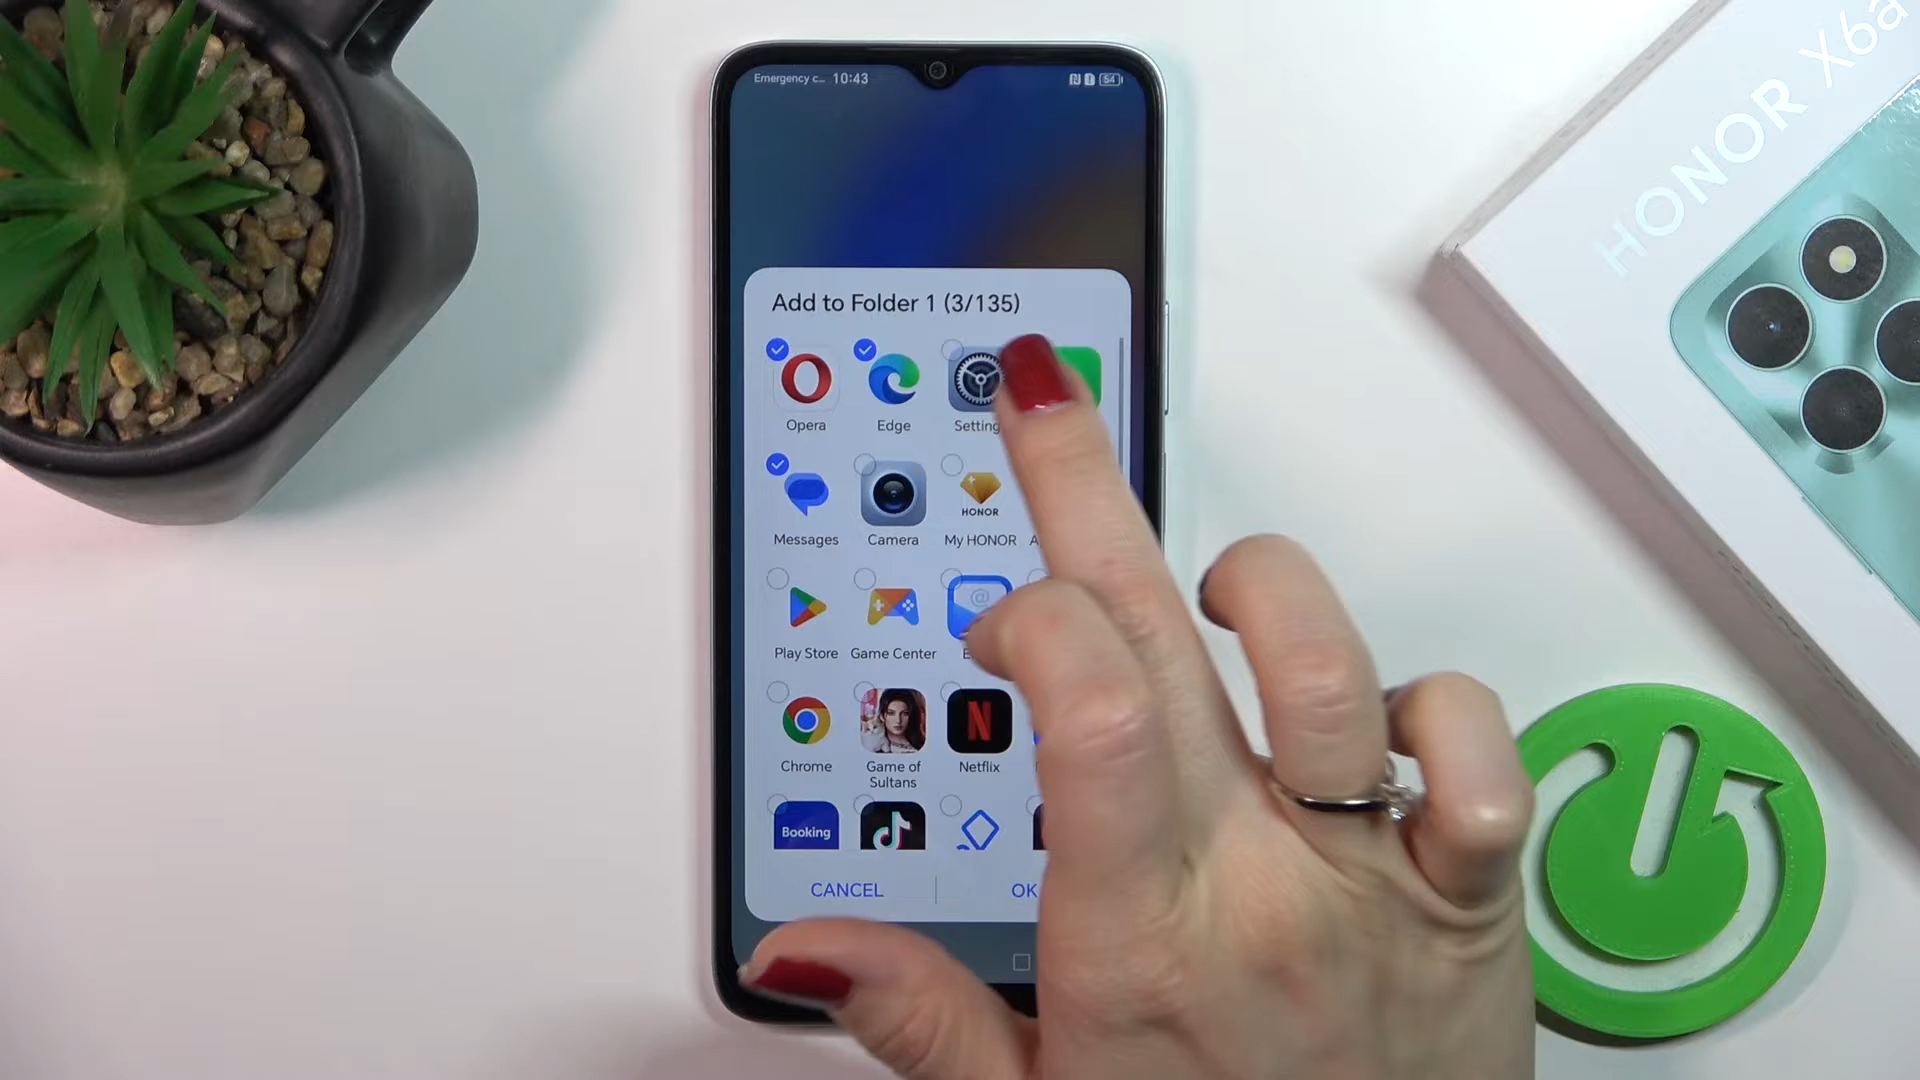 Emergency c... 10:43
54
HONOR X6a
Add to Folder 1 (3/135)
Opera Edge
Messages Camera My HONOR
HONOR
Play Store Game Center
Chrome Game of Sultans Netflix
Booking
CANCEL OK